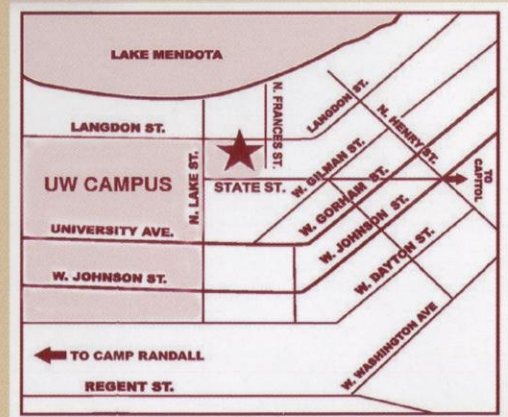 LAKE MENDOTA
LANGDON ST.
N. FRANCES ST.
LANGDON ST.
N. HENRY ST.
UW CAMPUS
N. LAKE ST.
STATE ST.
W. GILMAN ST.
TO CAPITOL
W. GORHAM ST.
UNIVERSITY AVE.
W. JOHNSON ST.
W. JOHNSON ST.
W. DAYTON ST.
TO CAMP RANDALL
W. WASHINGTON AVE
REGENT ST.